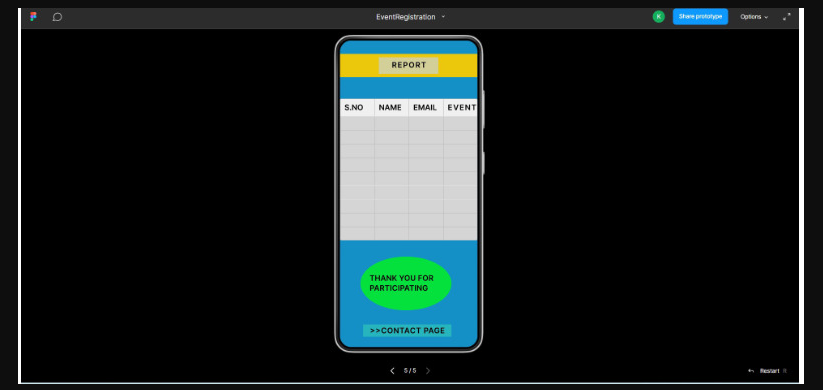 EventRegistration
K
Share prototype
Options
REPORT
S.NO NAME EMAIL EVENT
THANK YOU FOR
PARTICIPATING
>>CONTACT PAGE
5/5
Restart R